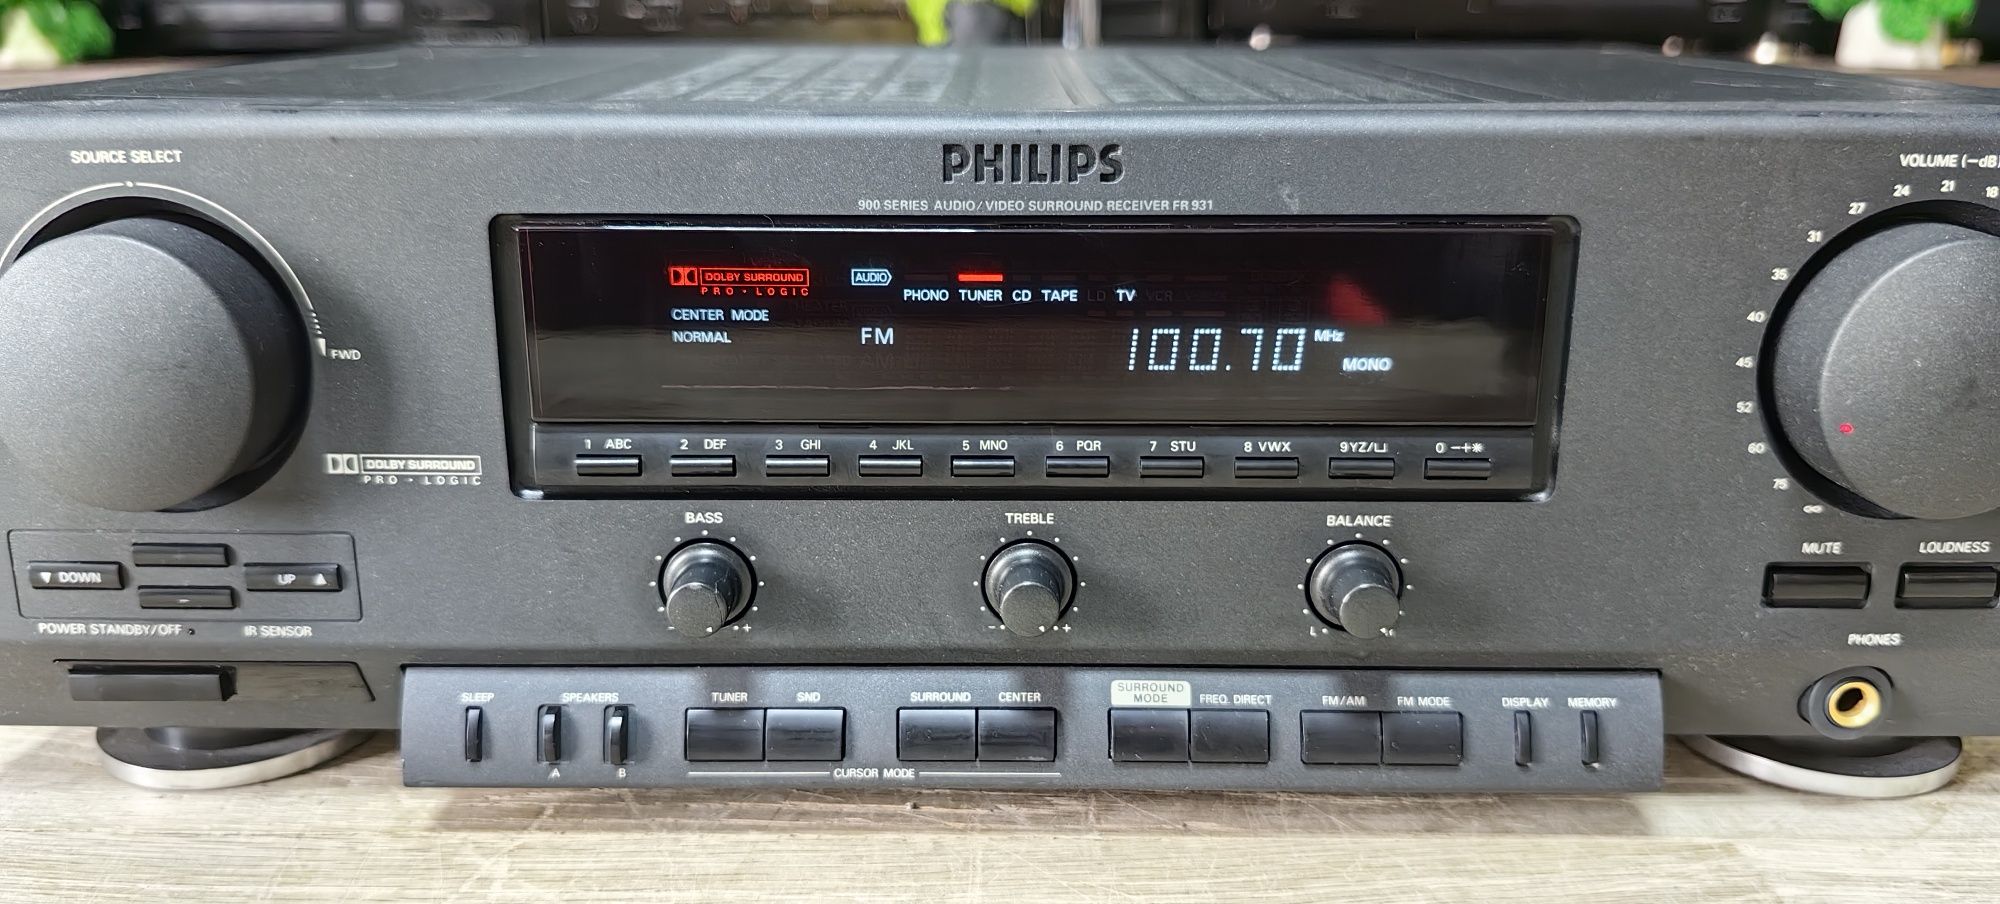 PHILIPS
900 SERIES AUDIO/VIDEO SURROUND RECEIVER FR931
SOURCE SELECT
FWD
DOLBY SURROUND
PRO • LOGIC
AUDIO
PHONO TUNER CD TAPE LD TV VCR
CENTER MODE
NORMAL
FM
100.70 MHz
MONO
VOLUME (−dB)
18
21
24
27
31
35
40
45
52
60
75
∞
1 ABC 2 DEF 3 GHI 4 JKL 5 MNO 6 PQR 7 STU 8 VWX 9YZ/⊔ 0 −+*
DOLBY SURROUND
PRO • LOGIC
BASS TREBLE BALANCE
− + − + L R
▼ DOWN UP ▲
POWER STANDBY/OFF IR SENSOR
MUTE LOUDNESS
PHONES
SLEEP SPEAKERS TUNER SND SURROUND CENTER SURROUND MODE FREQ. DIRECT FM/AM FM MODE DISPLAY MEMORY
A B CURSOR MODE